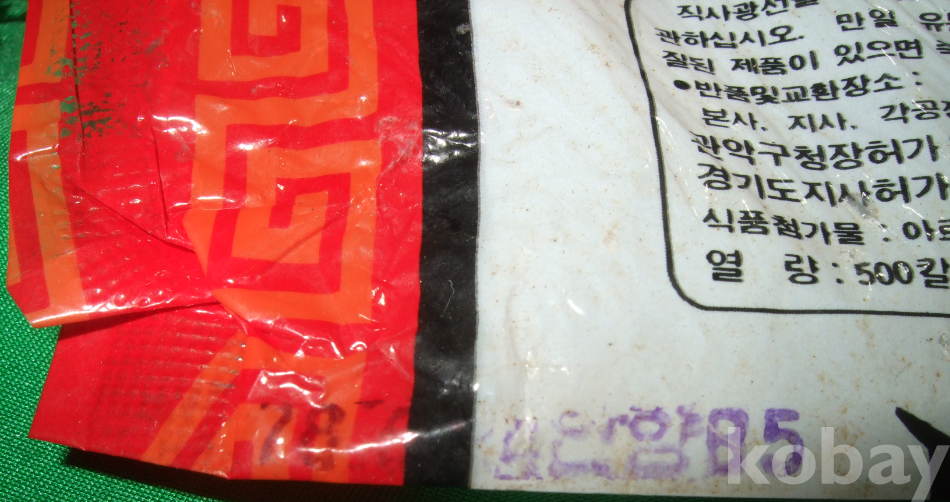 직사광선을
관하십시오. 만일
잘된 제품이 있으면
●반품및교환장소 :
본사. 지사. 각공
관악구청장허가
경기도지사허가
식품첨가물 : 아
열 량 : 500칼
85
kobay